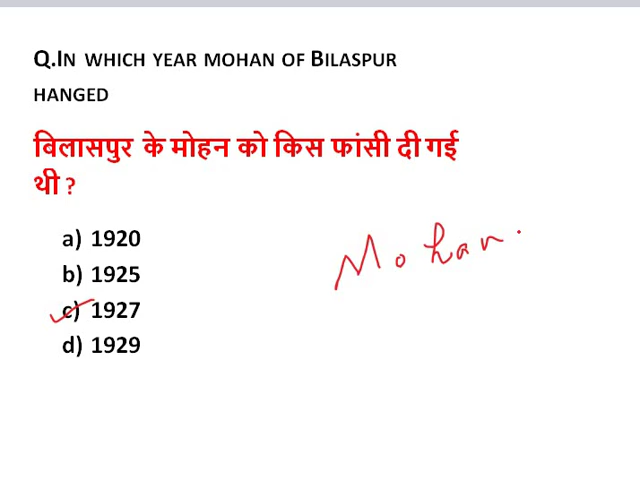 Q.IN WHICH YEAR MOHAN OF BILASPUR
HANGED
बिलासपुर के मोहन को किस फांसी दी गई
थी ?
a) 1920
Mohan.
b) 1925
c) 1927
d) 1929